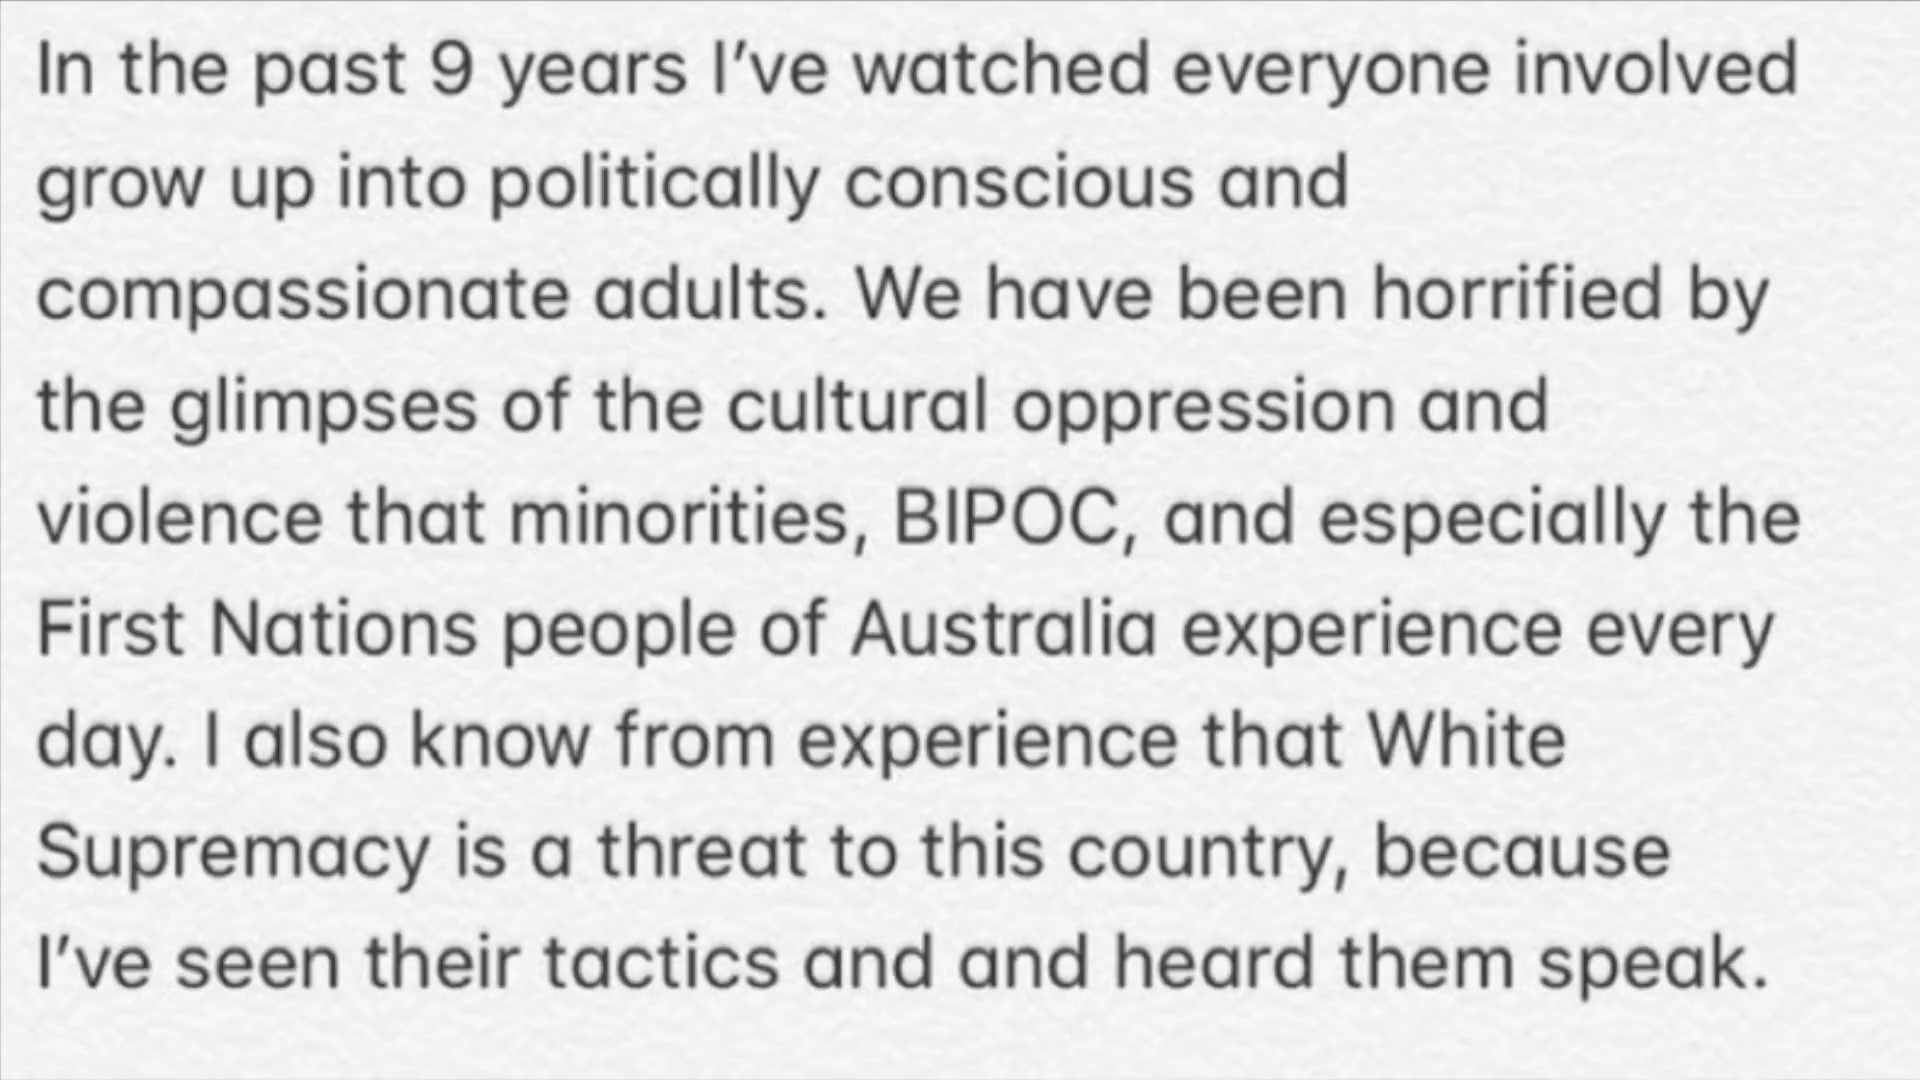 In the past 9 years I’ve watched everyone involved
grow up into politically conscious and
compassionate adults. We have been horrified by
the glimpses of the cultural oppression and
violence that minorities, BIPOC, and especially the
First Nations people of Australia experience every
day. I also know from experience that White
Supremacy is a threat to this country, because
I’ve seen their tactics and and heard them speak.